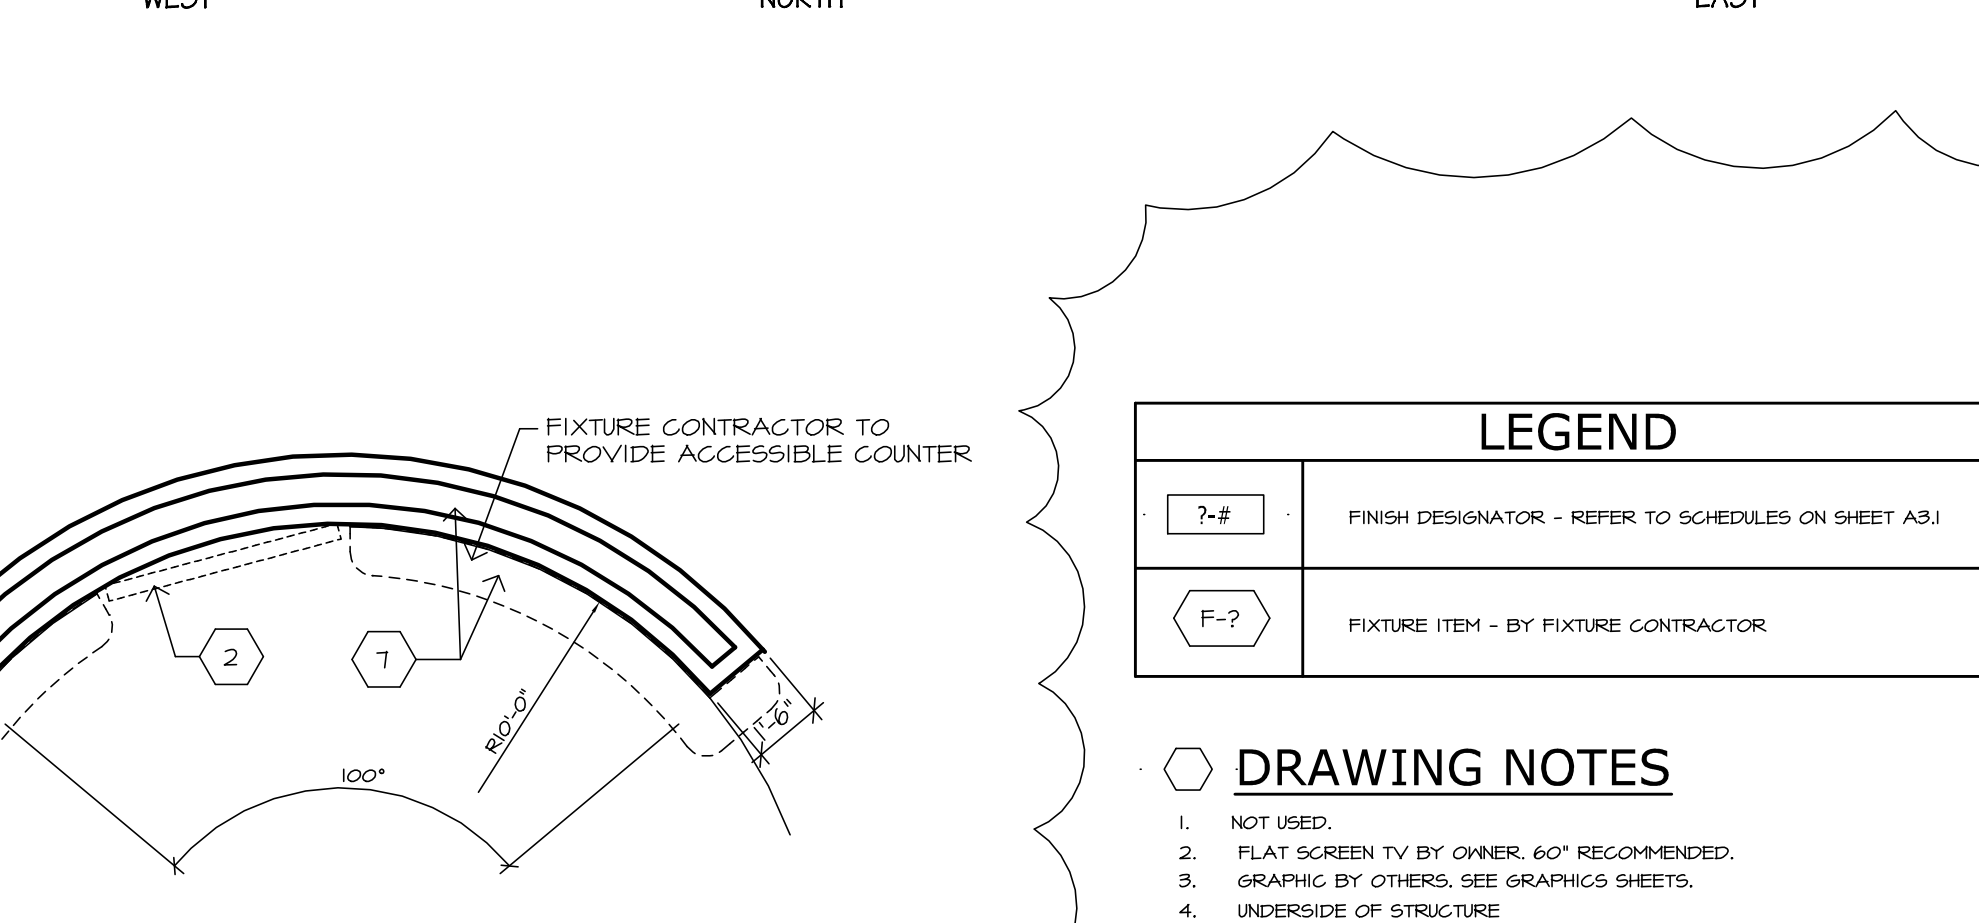 WEST
NORTH
EAST
FIXTURE CONTRACTOR TO
PROVIDE ACCESSIBLE COUNTER
2
7
R10'-0"
6"
100°
LEGEND
?-#
FINISH DESIGNATOR - REFER TO SCHEDULES ON SHEET A3.1
F-?
FIXTURE ITEM - BY FIXTURE CONTRACTOR
DRAWING NOTES
1. NOT USED.
2. FLAT SCREEN TV BY OWNER. 60" RECOMMENDED.
3. GRAPHIC BY OTHERS. SEE GRAPHICS SHEETS.
4. UNDERSIDE OF STRUCTURE